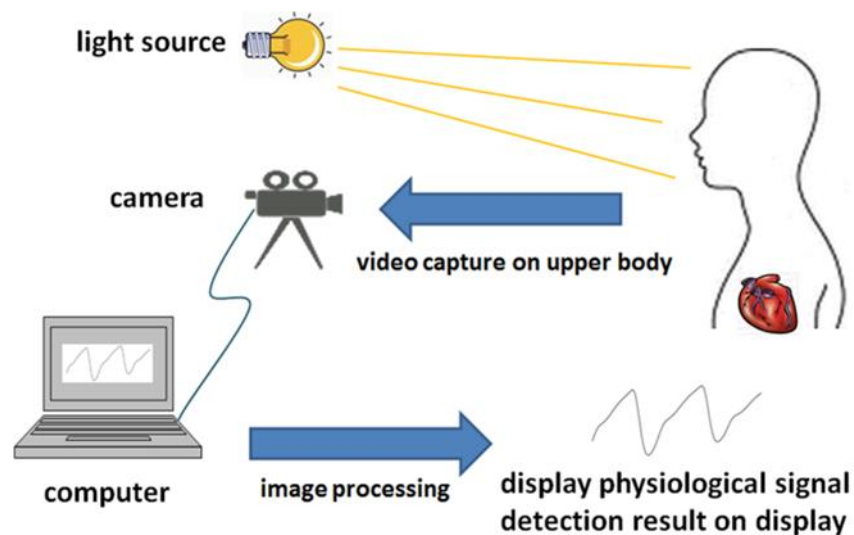 light source
camera
video capture on upper body
computer
image processing
display physiological signal
detection result on display